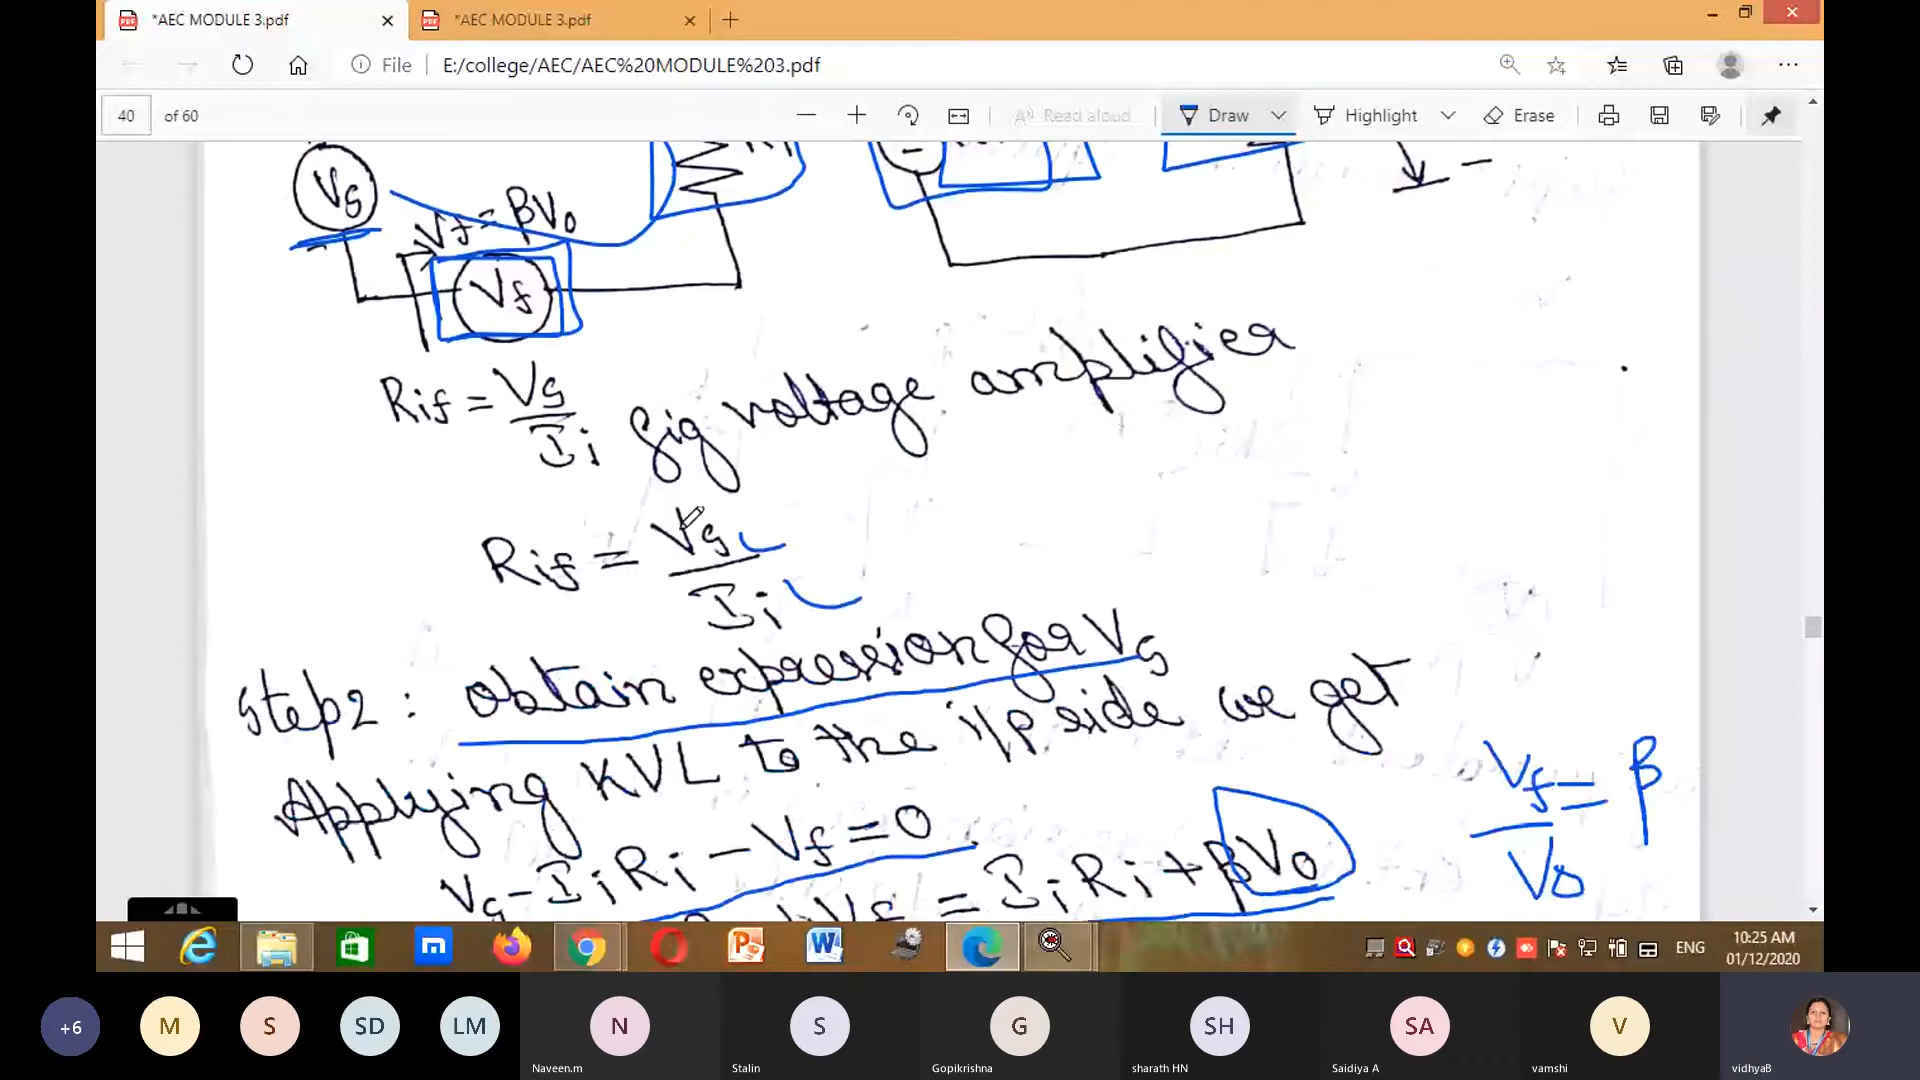 *AEC MODULE 3.pdf
*AEC MODULE 3.pdf
File
E:/college/AEC/AEC%20MODULE%203.pdf
40 of 60
Read aloud
Draw
Highlight
Erase
Vs
Vf = βVo
Vf
Rif = Vs
Ii
fig voltage amplifier
Rif = Vs
Ii
Step2 : obtain expression for Vs
Applying KVL to the i/p side we get
Vs - IiRi - Vf = 0
= IiRi + βVo
Vf = β
Vo
ENG
10:25 AM
01/12/2020
+6
M
S
SD
LM
N
S
G
SH
SA
V
Naveen.m
Stalin
Gopikrishna
sharath HN
Saidiya A
vamshi
vidhyaB